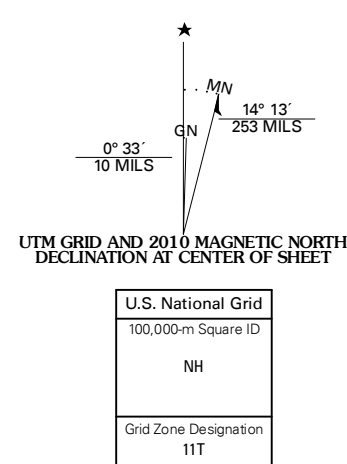 ★
MN
GN
14° 13´
253 MILS
0° 33´
10 MILS
UTM GRID AND 2010 MAGNETIC NORTH
DECLINATION AT CENTER OF SHEET
U.S. National Grid
100,000-m Square ID
NH
Grid Zone Designation
11T